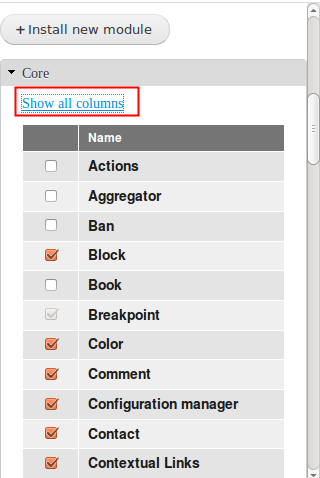 + Install new module
Core
Show all columns
Name
Actions
Aggregator
Ban
Block
Book
Breakpoint
Color
Comment
Configuration manager
Contact
Contextual Links